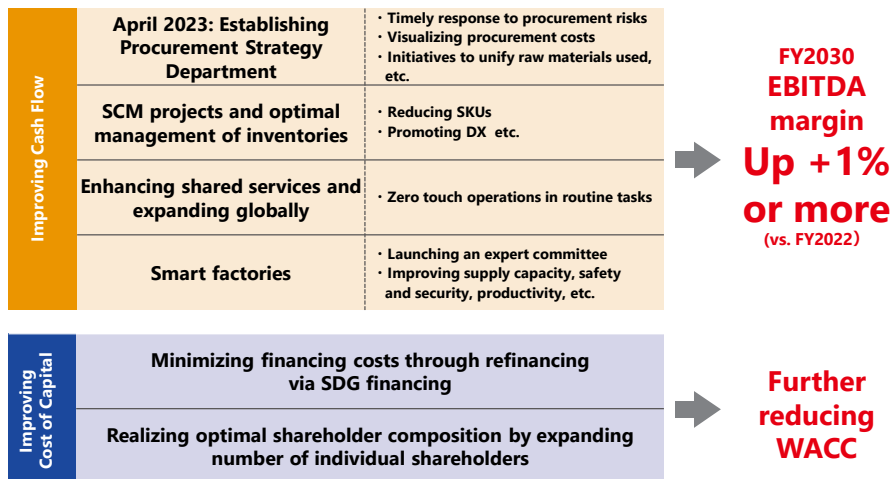 Improving Cash Flow
April 2023: Establishing
Procurement Strategy
Department
・Timely response to procurement risks
・Visualizing procurement costs
・Initiatives to unify raw materials used,
etc.
SCM projects and optimal
management of inventories
・Reducing SKUs
・Promoting DX etc.
Enhancing shared services and
expanding globally
・Zero touch operations in routine tasks
Smart factories
・Launching an expert committee
・Improving supply capacity, safety
and security, productivity, etc.
FY2030
EBITDA
margin
Up +1%
or more
(vs. FY2022）
Improving
Cost of Capital
Minimizing financing costs through refinancing
via SDG financing
Realizing optimal shareholder composition by expanding
number of individual shareholders
Further
reducing
WACC